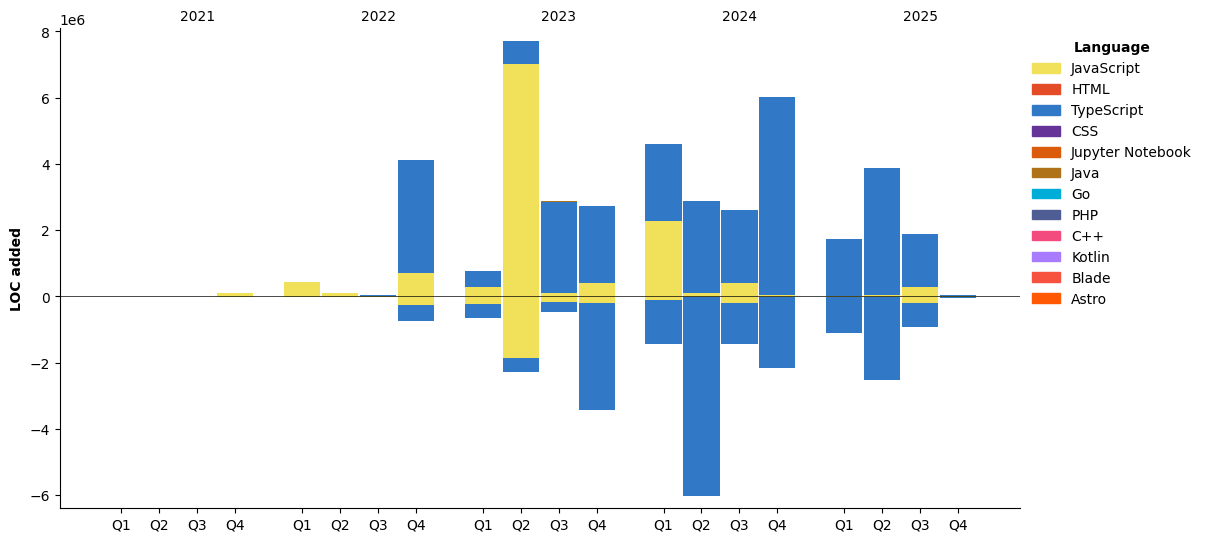 2021 2022 2023 2024 2025
1e6
8
6
4
2
0
−2
−4
−6
LOC added
Q1 Q2 Q3 Q4 Q1 Q2 Q3 Q4 Q1 Q2 Q3 Q4 Q1 Q2 Q3 Q4 Q1 Q2 Q3 Q4
Language
JavaScript
HTML
TypeScript
CSS
Jupyter Notebook
Java
Go
PHP
C++
Kotlin
Blade
Astro